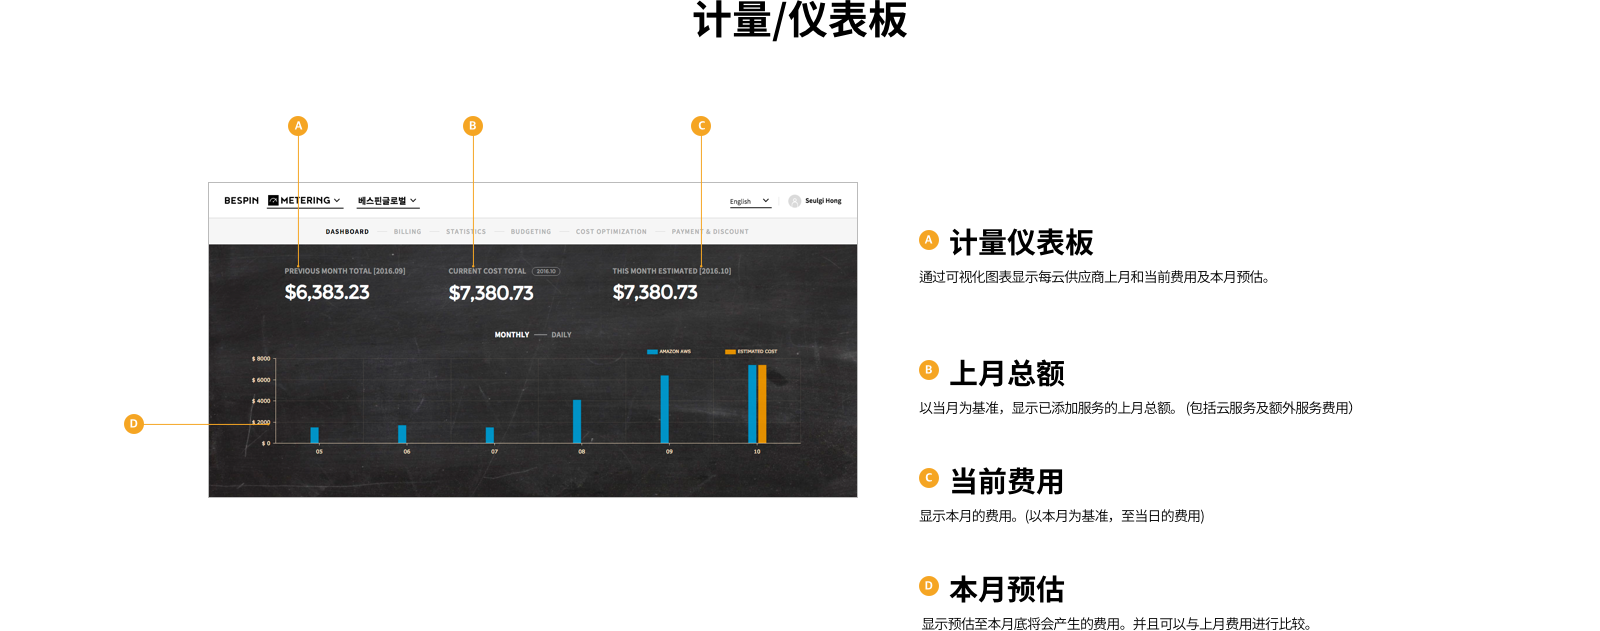 计量/仪表板
A
B
C
BESPIN METERING 베스핀글로벌 English Seulgi Hong
DASHBOARD BILLING STATISTICS BUDGETING COST OPTIMIZATION PAYMENT & DISCOUNT
PREVIOUS MONTH TOTAL [2016.09] CURRENT COST TOTAL 2016.10 THIS MONTH ESTIMATED [2016.10]
$6,383.23 $7,380.73 $7,380.73
MONTHLY DAILY
AMAZON AWS ESTIMATED COST
$ 8000
$ 6000
$ 4000
$ 2000
$ 0
05 06 07 08 09 10
D
A 计量仪表板
通过可视化图表显示每云供应商上月和当前费用及本月预估。
B 上月总额
以当月为基准，显示已添加服务的上月总额。 (包括云服务及额外服务费用）
C 当前费用
显示本月的费用。(以本月为基准，至当日的费用)
D 本月预估
显示预估至本月底将会产生的费用。并且可以与上月费用进行比较。